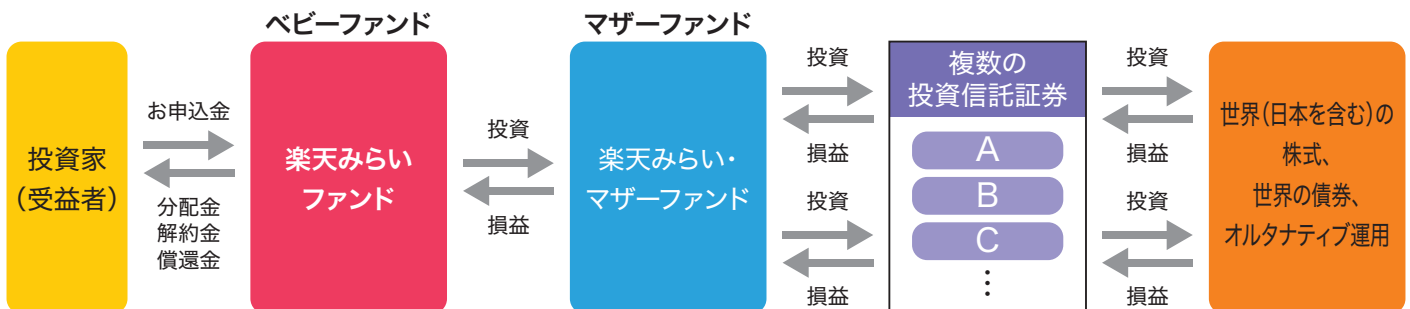 ベビーファンド
マザーファンド
投資家
(受益者)
お申込金
分配金
解約金
償還金
楽天みらい
ファンド
投資
損益
楽天みらい・
マザーファンド
投資
損益
投資
損益
複数の
投資信託証券
A
B
C
⋮
投資
損益
投資
損益
世界(日本を含む)の
株式、
世界の債券、
オルタナティブ運用